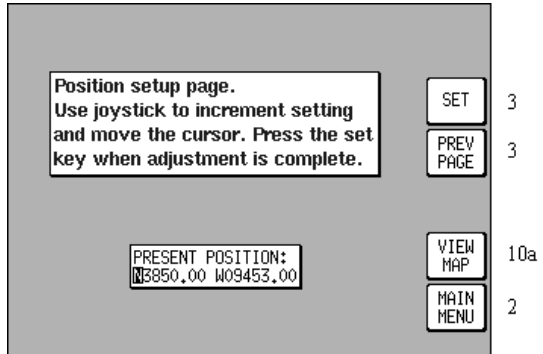 Position setup page.
Use joystick to increment setting
and move the cursor. Press the set
key when adjustment is complete.
SET
3
PREV
PAGE
3
PRESENT POSITION:
N3850.00 W09453.00
VIEW
MAP
10a
MAIN
MENU
2